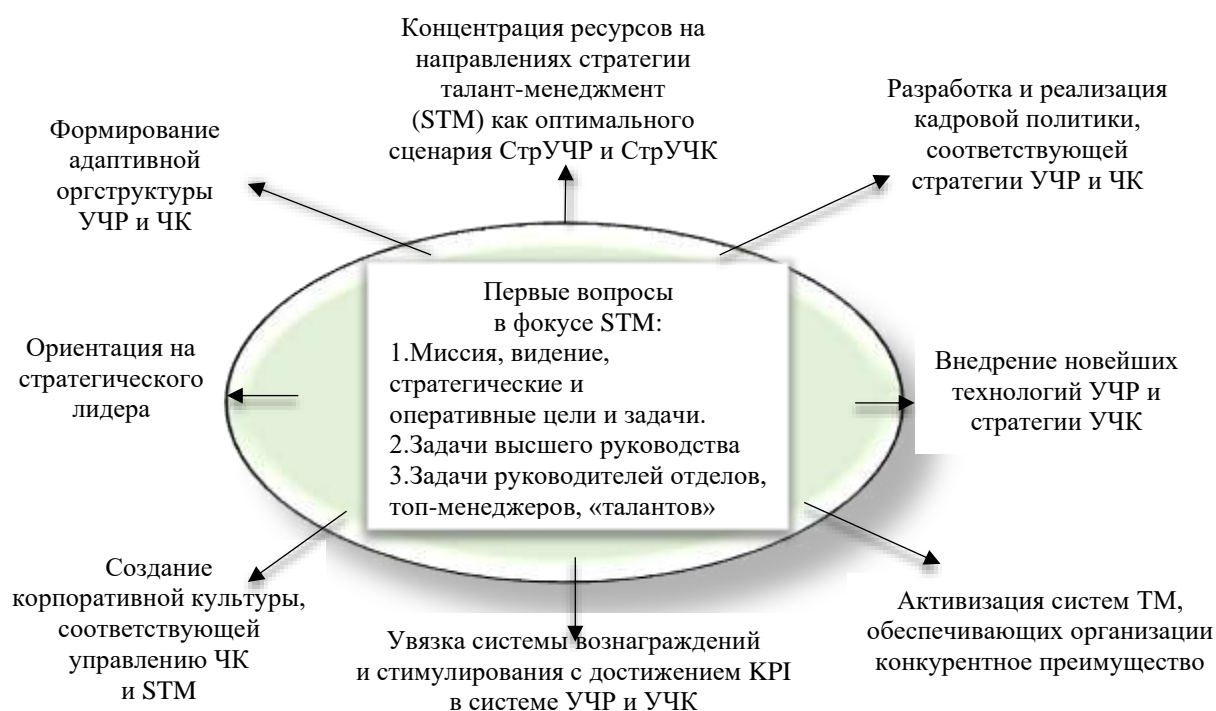 Концентрация ресурсов на
направлениях стратегии
талант-менеджмент
(STM) как оптимального
сценария СтрУЧР и СтрУЧК
Разработка и реализация
кадровой политики,
соответствующей
стратегии УЧР и ЧК
Формирование
адаптивной
оргструктуры
УЧР и ЧК
Первые вопросы
в фокусе STM:
1.Миссия, видение,
стратегические и
оперативные цели и задачи.
2.Задачи высшего руководства
3.Задачи руководителей отделов,
топ-менеджеров, «талантов»
Ориентация на
стратегического
лидера
Внедрение новейших
технологий УЧР и
стратегии УЧК
Создание
корпоративной культуры,
соответствующей
управлению ЧК
и STM
Увязка системы вознаграждений
и стимулирования с достижением KPI
в системе УЧР и УЧК
Активизация систем ТМ,
обеспечивающих организации
конкурентное преимущество